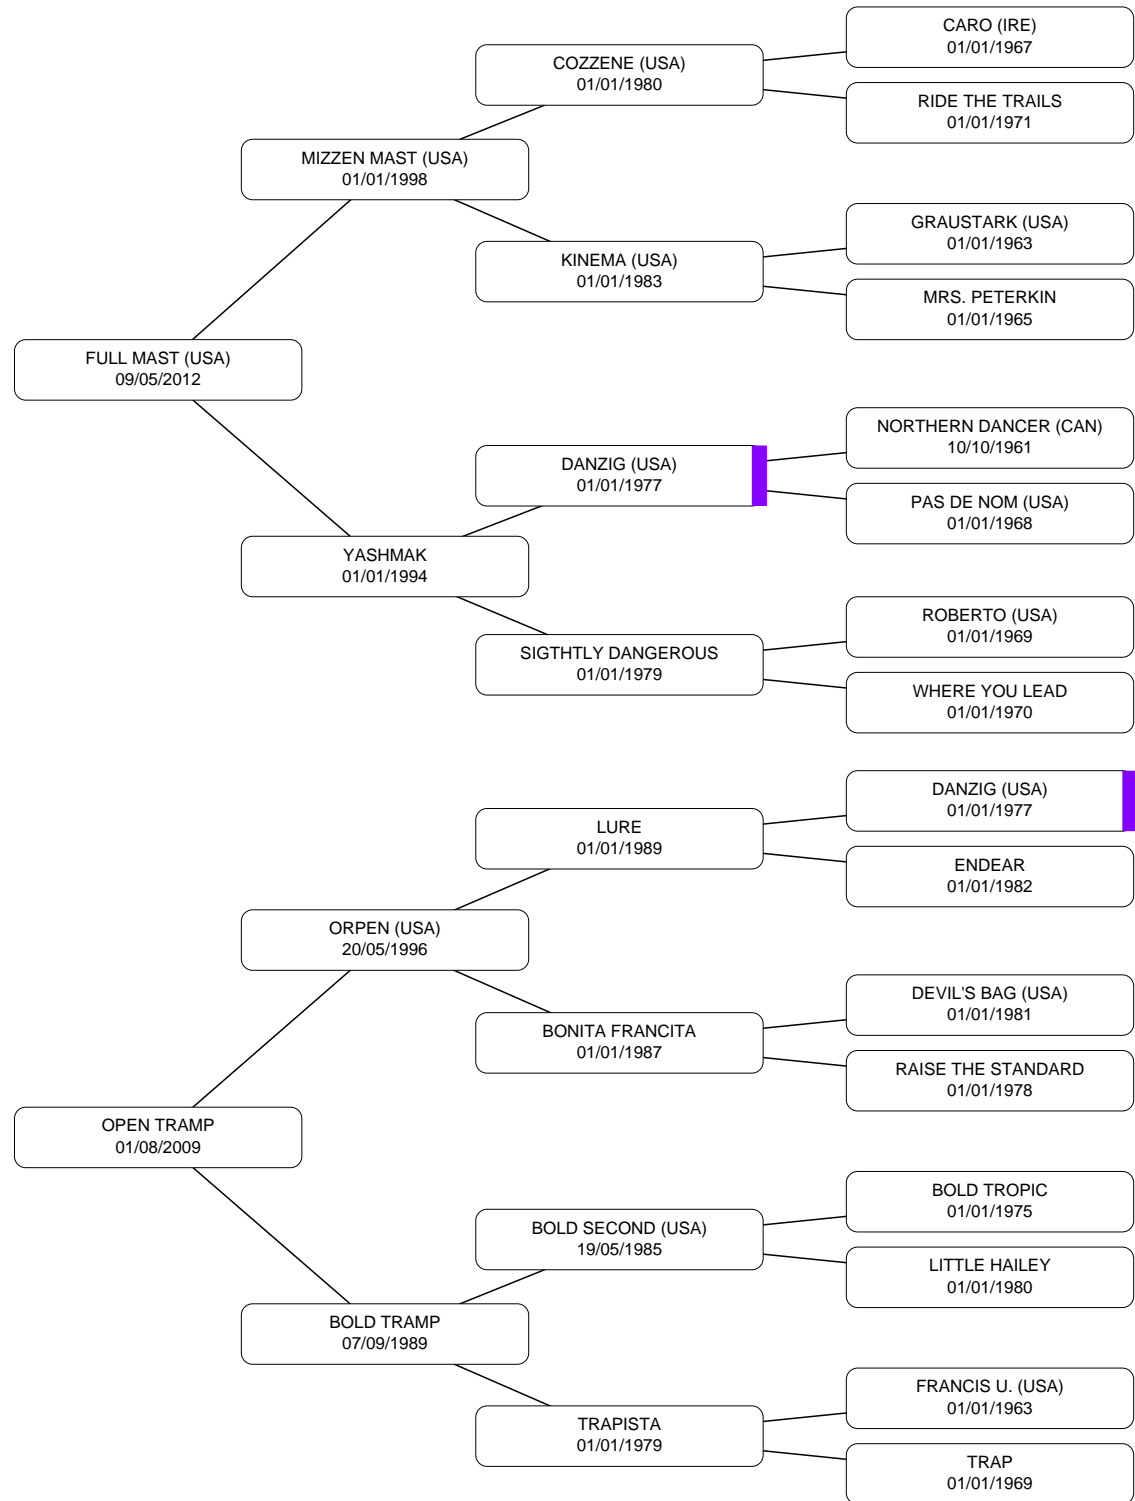 CARO (IRE)
01/01/1967
COZZENE (USA)
01/01/1980
RIDE THE TRAILS
01/01/1971
MIZZEN MAST (USA)
01/01/1998
GRAUSTARK (USA)
01/01/1963
KINEMA (USA)
01/01/1983
MRS. PETERKIN
01/01/1965
FULL MAST (USA)
09/05/2012
NORTHERN DANCER (CAN)
10/10/1961
DANZIG (USA)
01/01/1977
PAS DE NOM (USA)
01/01/1968
YASHMAK
01/01/1994
ROBERTO (USA)
01/01/1969
SIGTHTLY DANGEROUS
01/01/1979
WHERE YOU LEAD
01/01/1970
DANZIG (USA)
01/01/1977
LURE
01/01/1989
ENDEAR
01/01/1982
ORPEN (USA)
20/05/1996
DEVIL'S BAG (USA)
01/01/1981
BONITA FRANCITA
01/01/1987
RAISE THE STANDARD
01/01/1978
OPEN TRAMP
01/08/2009
BOLD TROPIC
01/01/1975
BOLD SECOND (USA)
19/05/1985
LITTLE HAILEY
01/01/1980
BOLD TRAMP
07/09/1989
FRANCIS U. (USA)
01/01/1963
TRAPISTA
01/01/1979
TRAP
01/01/1969